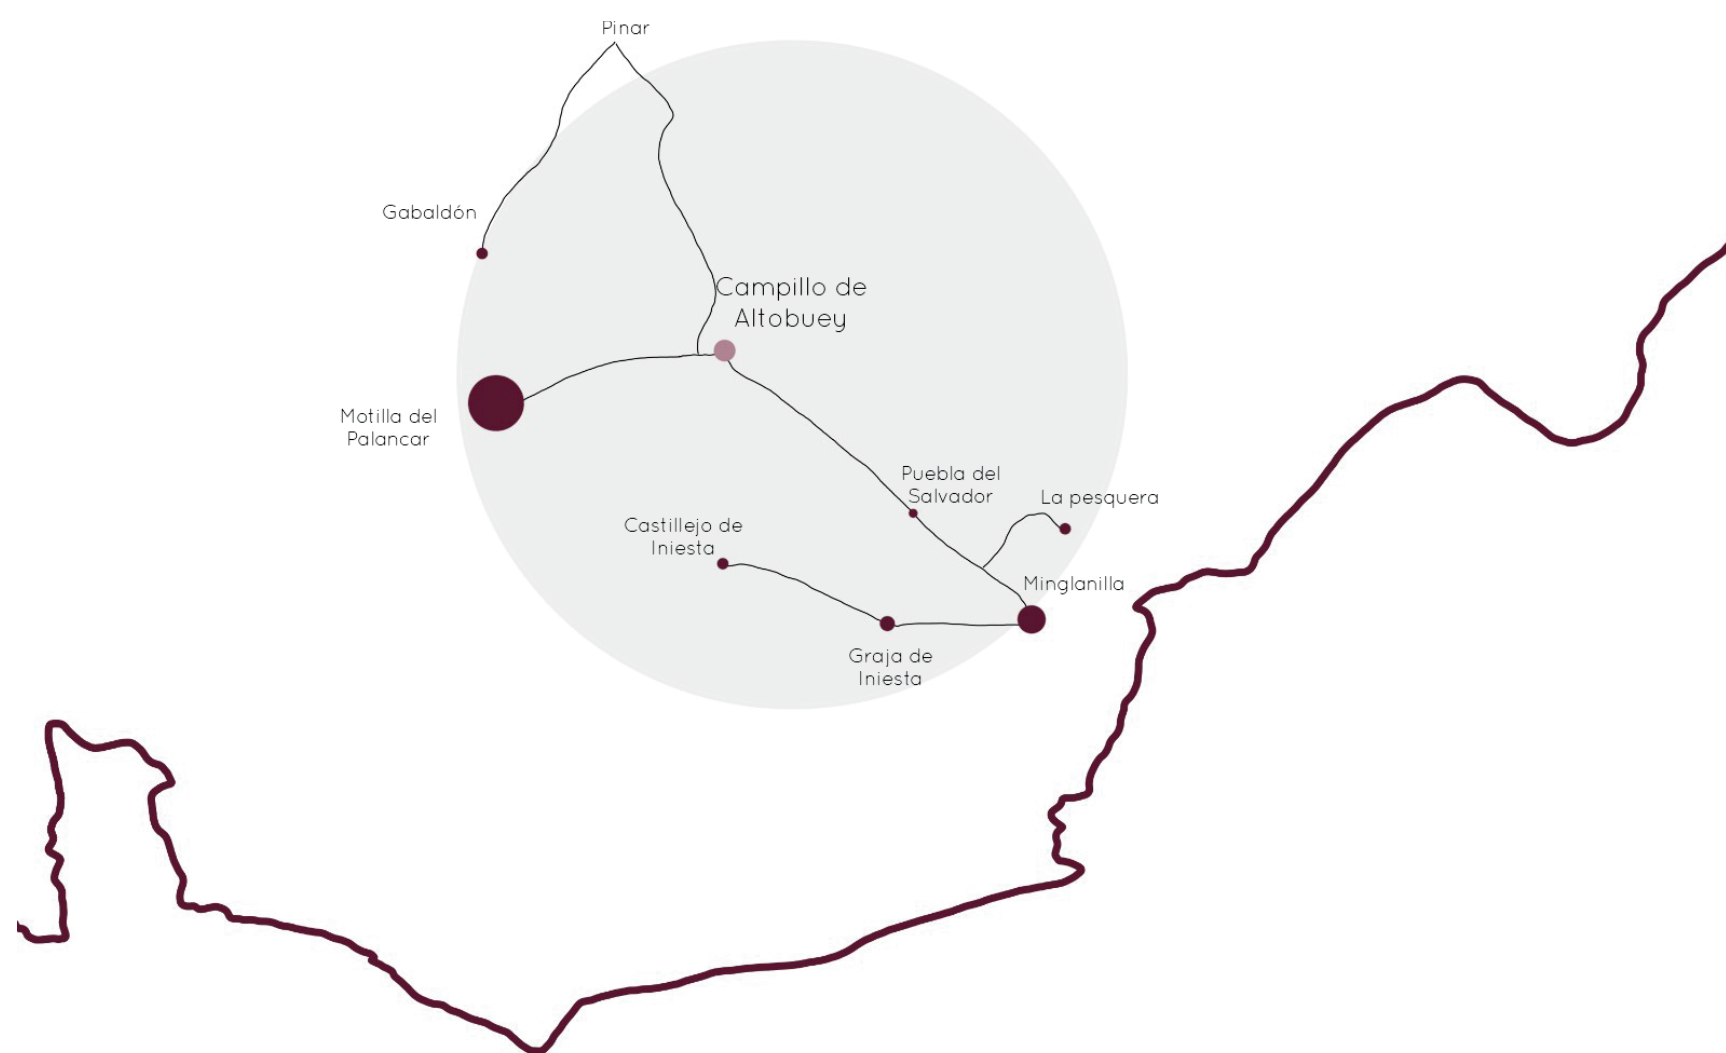 Pinar
Gabaldón
Campillo de
Altobuey
Motilla del
Palancar
Puebla del
Salvador
La pesquera
Castillejo de
Iniesta
Minglanilla
Graja de
Iniesta